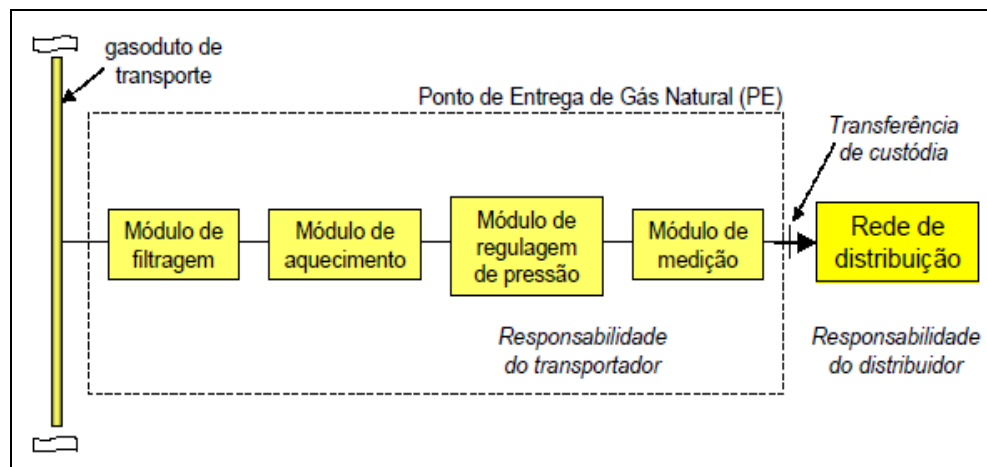 gasoduto de
transporte
Ponto de Entrega de Gás Natural (PE)
Transferência
de custódia
Módulo de
filtragem
Módulo de
aquecimento
Módulo de
regulagem
de pressão
Módulo de
medição
Rede de
distribuição
Responsabilidade
do transportador
Responsabilidade
do distribuidor